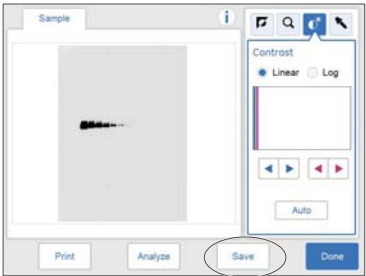 Sample
i
Contrast
Linear Log
Auto
Print Analyze Save Done